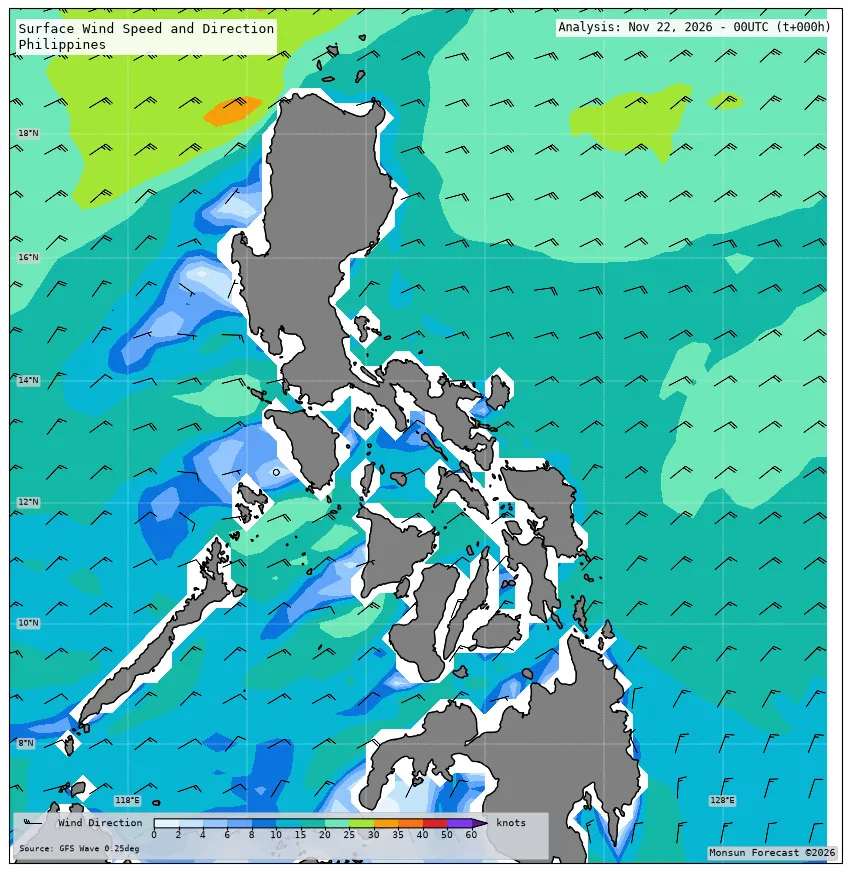 Surface Wind Speed and Direction
Philippines
Analysis: Nov 22, 2026 - 00UTC (t+000h)
18°N
16°N
14°N
12°N
10°N
8°N
118°E
128°E
Wind Direction
knots
0 2 4 6 8 10 15 20 25 30 35 40 50 60
Source: GFS Wave 0.25deg
Monsun Forecast ©2026